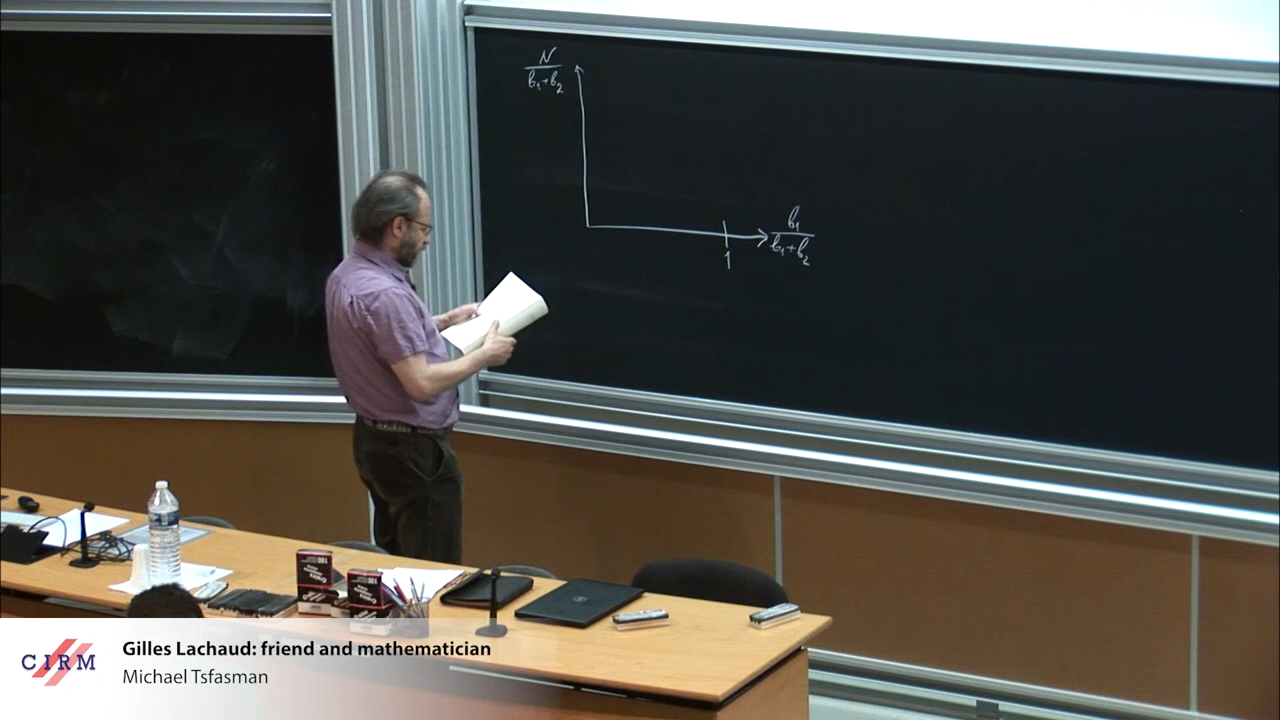 N
b₁+b₂
b₁
b₁+b₂
1
CIRM
Gilles Lachaud: friend and mathematician
Michael Tsfasman